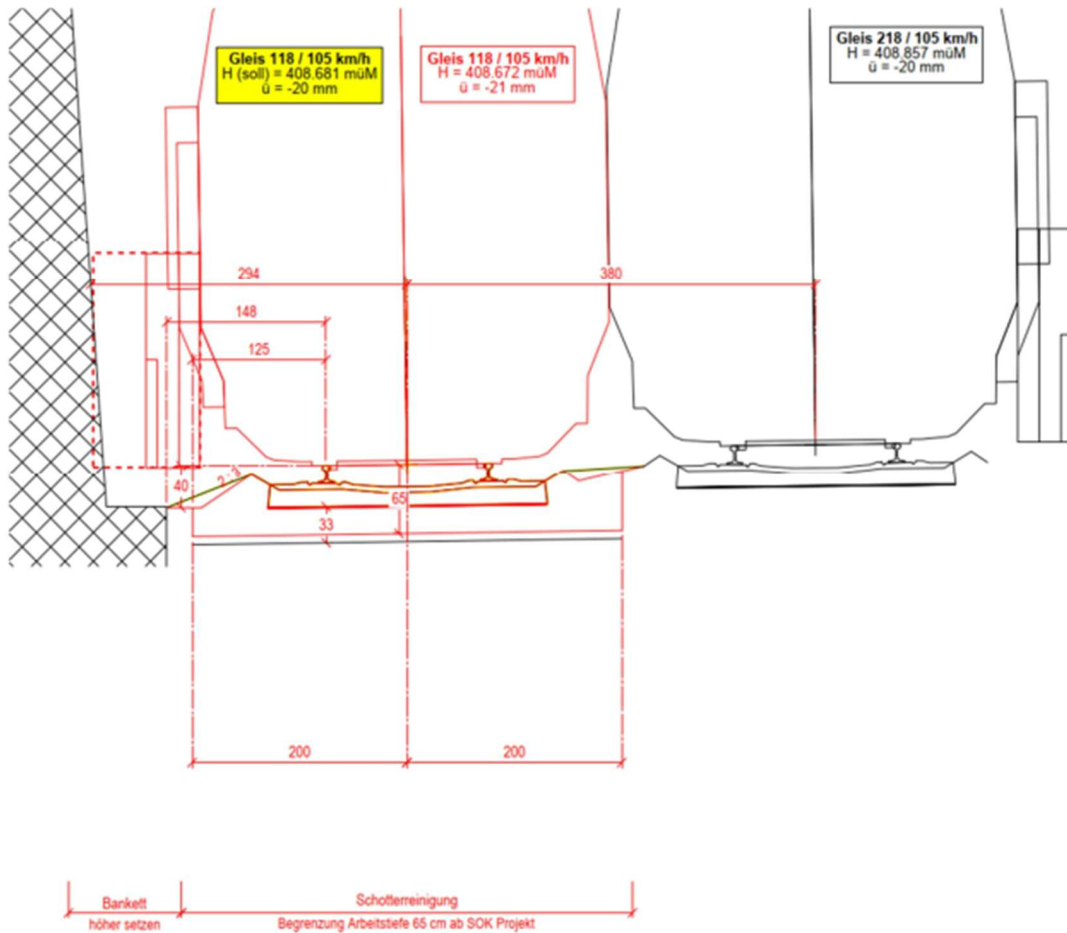 Gleis 118 / 105 km/h
H (soll) = 408.681 müM
ü = -20 mm
Gleis 118 / 105 km/h
H = 408.672 müM
ü = -21 mm
Gleis 218 / 105 km/h
H = 408.857 müM
ü = -20 mm
294
380
148
125
40
2:3
65
33
200
200
Bankett
höher setzen
Schotterreinigung
Begrenzung Arbeitstiefe 65 cm ab SOK Projekt